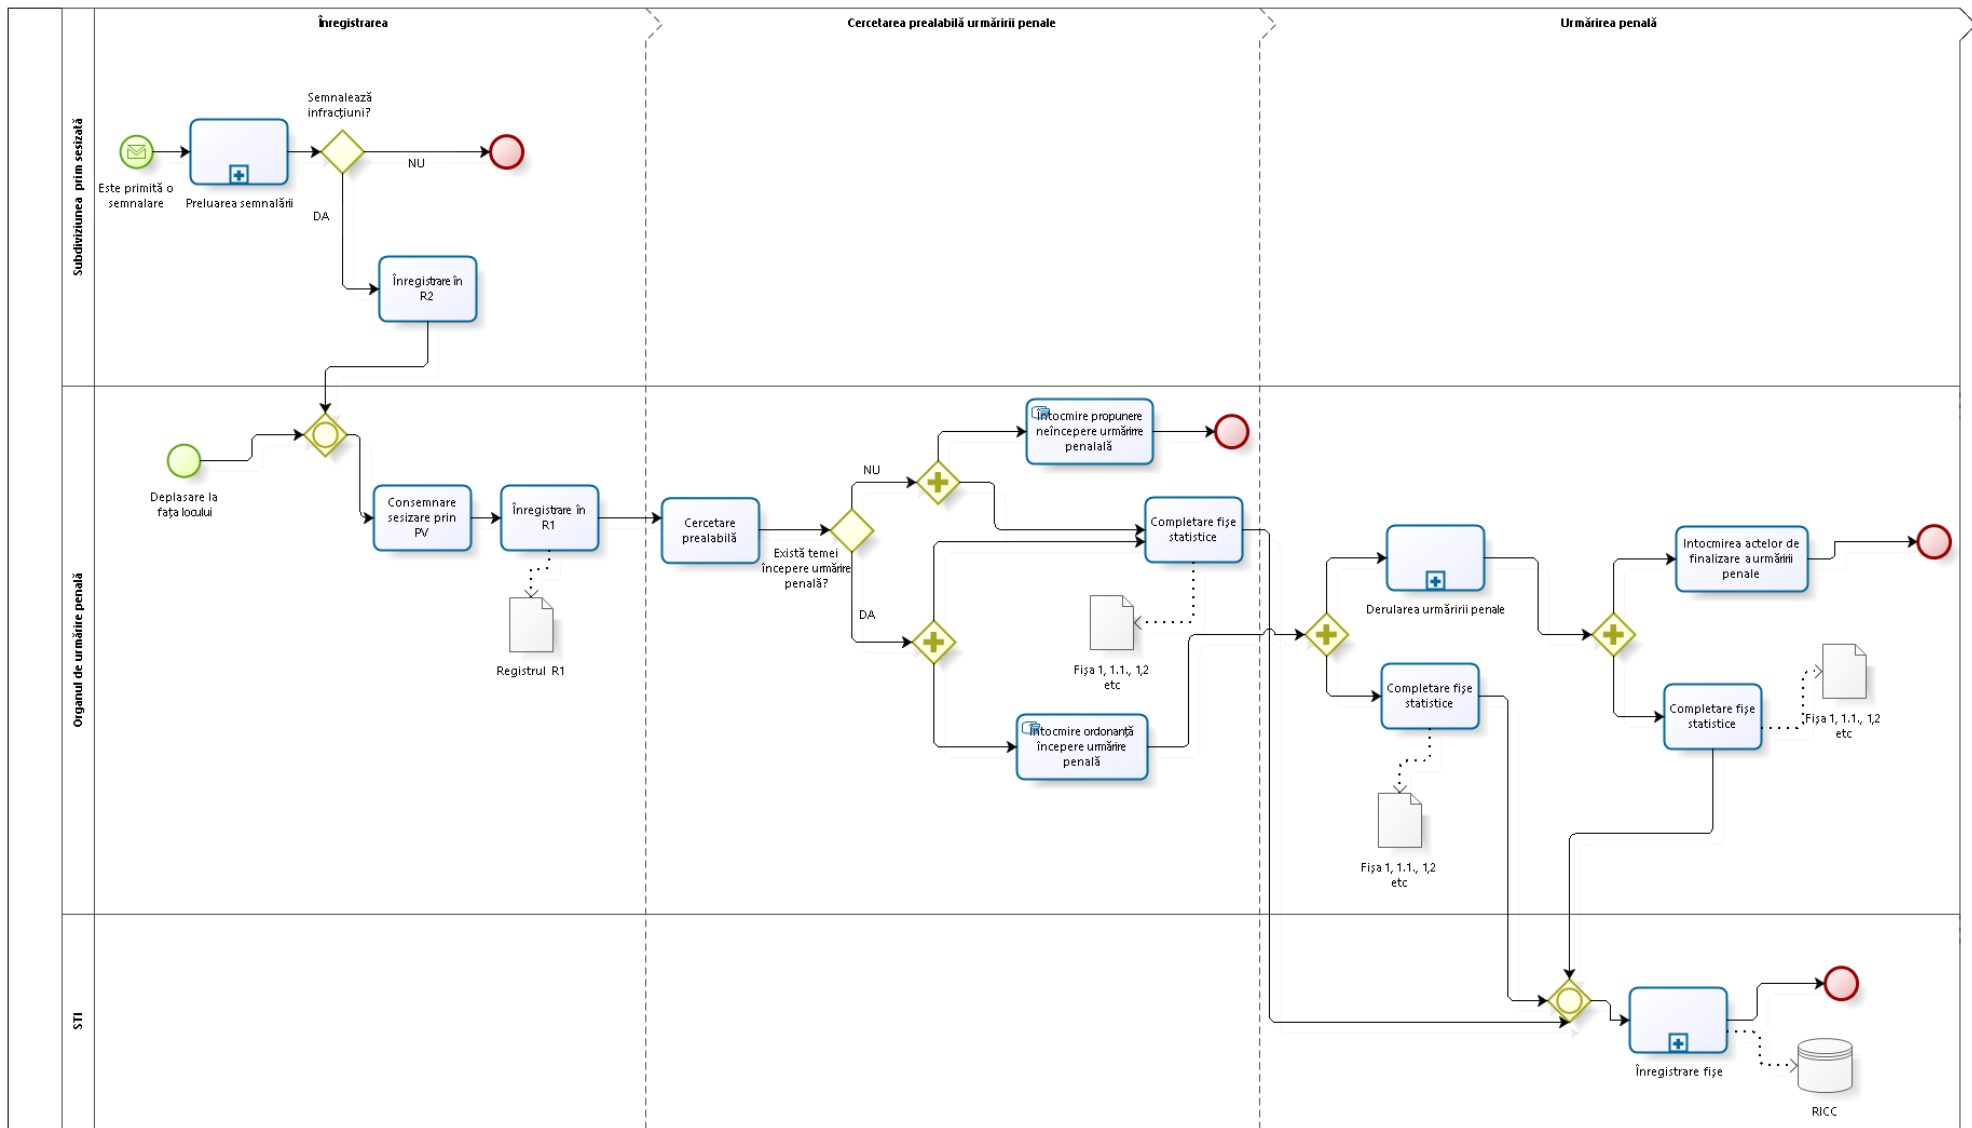 Înregistrarea
Cercetarea prealabilă urmăririi penale
Urmărirea penală
Subdiviziunea prim sesizată
Semnalează
infracțiuni?
NU
Este primită o
semnalare
Preluarea semnalării
DA
Înregistrare în
R2
Organul de urmărire penală
Deplasare la
fața locului
Consemnare
sesizare prin
PV
Înregistrare în
R1
Registrul R1
Cercetare
prealabilă
Există temei
începere urmărire
penală?
NU
DA
Întocmire propunere
neîncepere urmărire
penalală
Completare fișe
statistice
Fișa 1, 1.1., 1,2
etc
Întocmire ordonanță
începere urmărire
penală
Derularea urmăririi penale
Completare fișe
statistice
Fișa 1, 1.1., 1,2
etc
Intocmirea actelor de
finalizare a urmăririi
penale
Completare fișe
statistice
Fișa 1, 1.1., 1,2
etc
STI
Înregistrare fișe
RICC